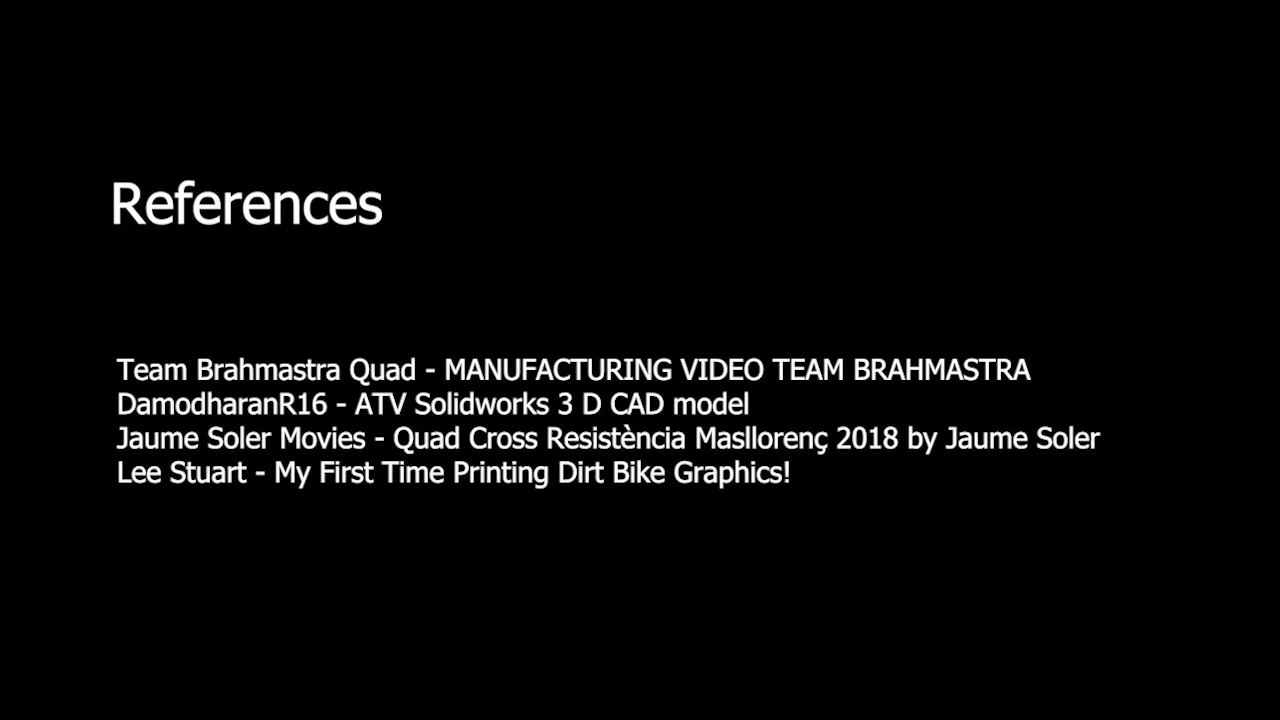 References
Team Brahmastra Quad - MANUFACTURING VIDEO TEAM BRAHMASTRA
DamodharanR16 - ATV Solidworks 3 D CAD model
Jaume Soler Movies - Quad Cross Resistència Masllorenç 2018 by Jaume Soler
Lee Stuart - My First Time Printing Dirt Bike Graphics!